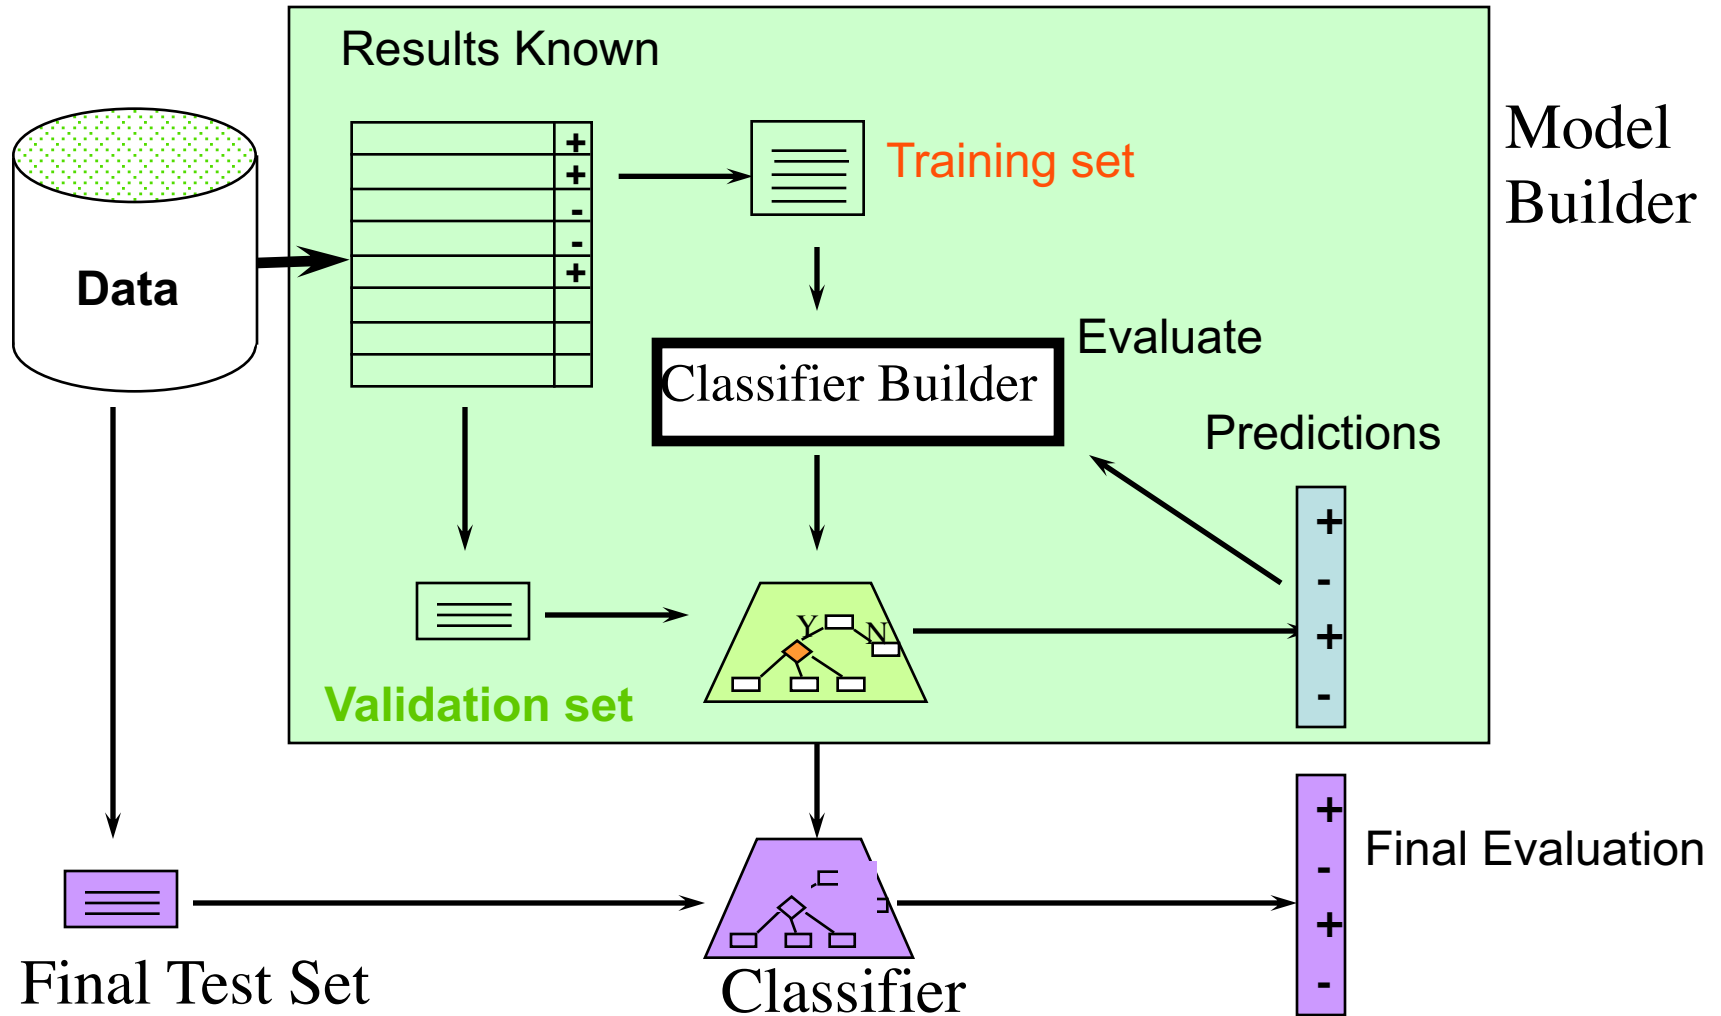 Results Known
Model
Builder
+
+
-
-
+
Training set
Data
Evaluate
Classifier Builder
Predictions
+
-
+
-
Y
N
Validation set
+
-
+
-
Final Evaluation
Final Test Set
Classifier